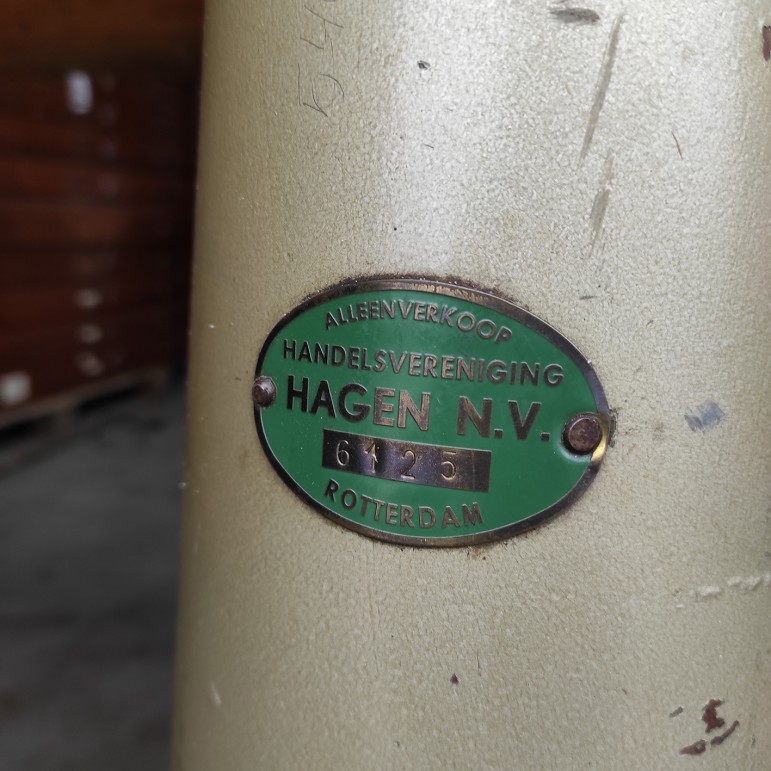 ALLEENVERKOOP
HANDELSVERENIGING
HAGEN N.V.
6125
ROTTERDAM